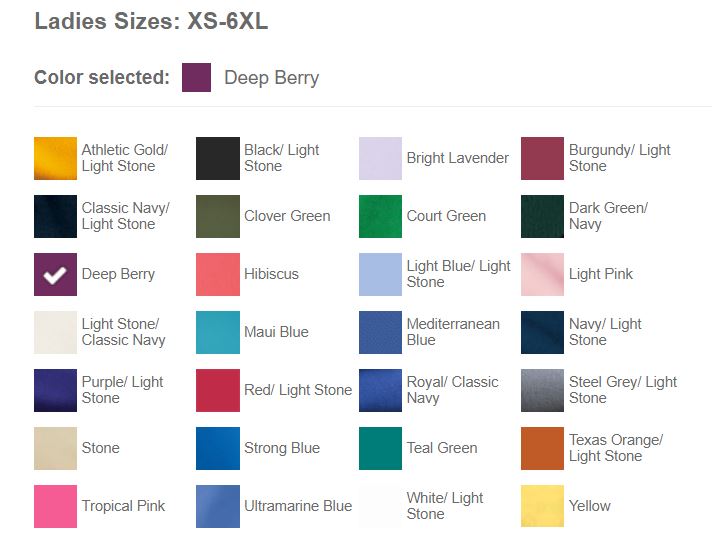 Ladies Sizes: XS-6XL
Color selected: Deep Berry
Athletic Gold/
Light Stone
Black/ Light
Stone
Bright Lavender
Burgundy/ Light
Stone
Classic Navy/
Light Stone
Clover Green
Court Green
Dark Green/
Navy
Deep Berry
Hibiscus
Light Blue/ Light
Stone
Light Pink
Light Stone/
Classic Navy
Maui Blue
Mediterranean
Blue
Navy/ Light
Stone
Purple/ Light
Stone
Red/ Light Stone
Royal/ Classic
Navy
Steel Grey/ Light
Stone
Stone
Strong Blue
Teal Green
Texas Orange/
Light Stone
Tropical Pink
Ultramarine Blue
White/ Light
Stone
Yellow